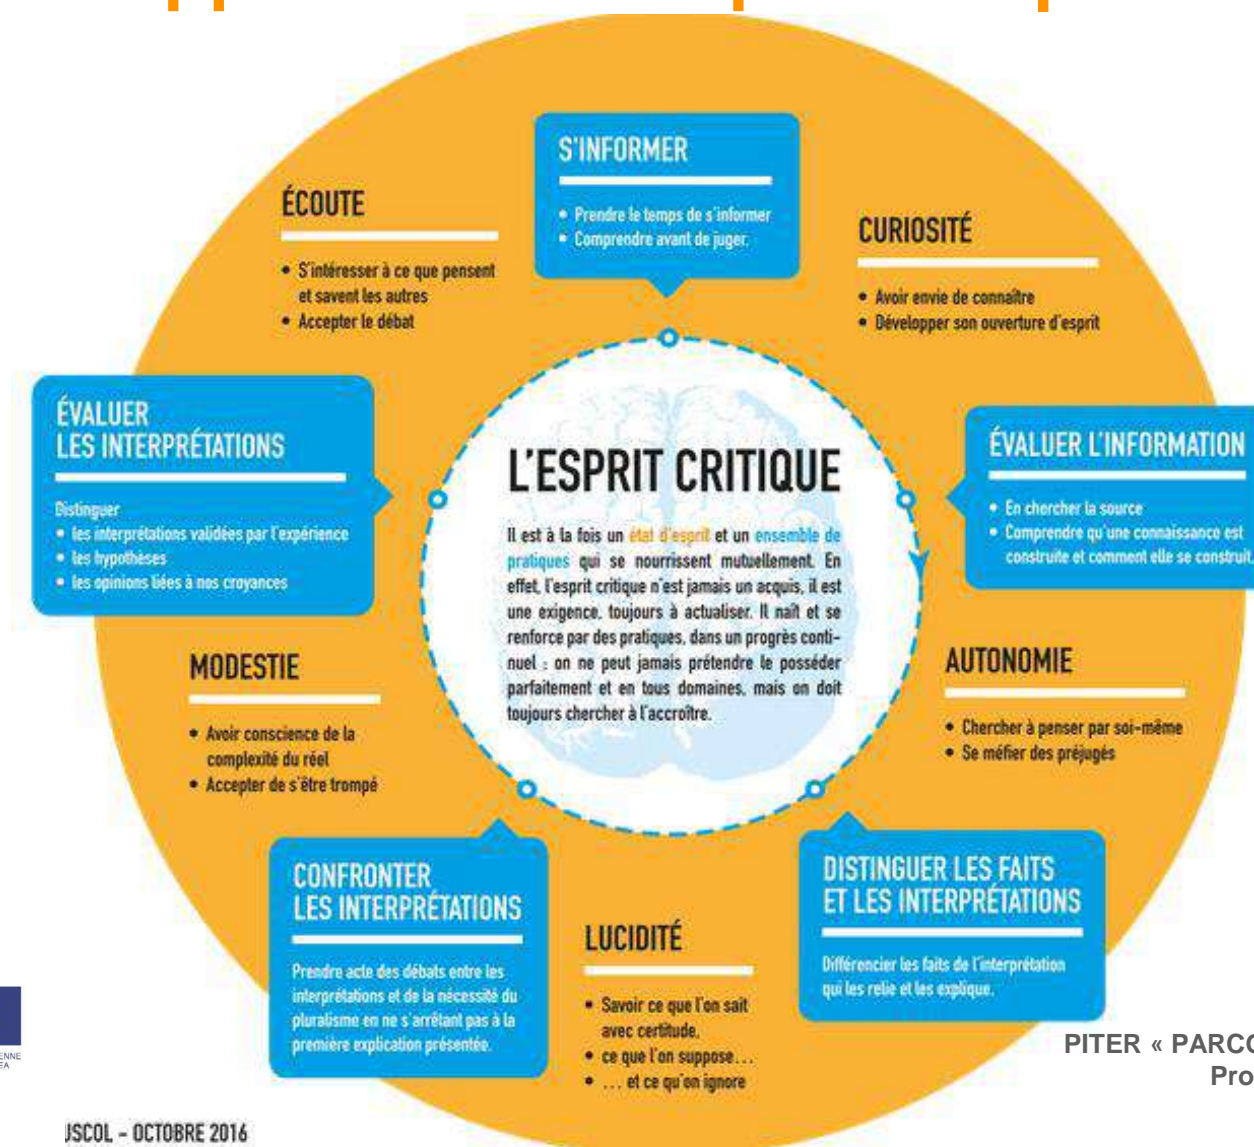 S'INFORMER
• Prendre le temps de s'informer
• Comprendre avant de juger.
ÉCOUTE
• S'intéresser à ce que pensent
et savent les autres
• Accepter le débat
CURIOSITÉ
• Avoir envie de connaître
• Développer son ouverture d'esprit
ÉVALUER
LES INTERPRÉTATIONS
Distinguer
• les interprétations validées par l'expérience
• les hypothèses
• les opinions liées à nos croyances
L'ESPRIT CRITIQUE
Il est à la fois un état d'esprit et un ensemble de
pratiques qui se nourrissent mutuellement. En
effet, l'esprit critique n'est jamais un acquis, il est
une exigence, toujours à actualiser. Il naît et se
renforce par des pratiques, dans un progrès conti-
nuel : on ne peut jamais prétendre le posséder
parfaitement et en tous domaines, mais on doit
toujours chercher à l'accroître.
ÉVALUER L'INFORMATION
• En chercher la source
• Comprendre qu'une connaissance est
construite et comment elle se construit.
MODESTIE
• Avoir conscience de la
complexité du réel
• Accepter de s'être trompé
AUTONOMIE
• Chercher à penser par soi-même
• Se méfier des préjugés
CONFRONTER
LES INTERPRÉTATIONS
Prendre acte des débats entre les
interprétations et de la nécessité du
pluralisme en ne s'arrêtant pas à la
première explication présentée.
LUCIDITÉ
• Savoir ce que l'on sait
avec certitude,
• ce que l'on suppose...
• ... et ce qu'on ignore
DISTINGUER LES FAITS
ET LES INTERPRÉTATIONS
Différencier les faits de l'interprétation
qui les relie et les explique.
PITER « PARCO
Pro
ENNE
EA
USCOL - OCTOBRE 2016